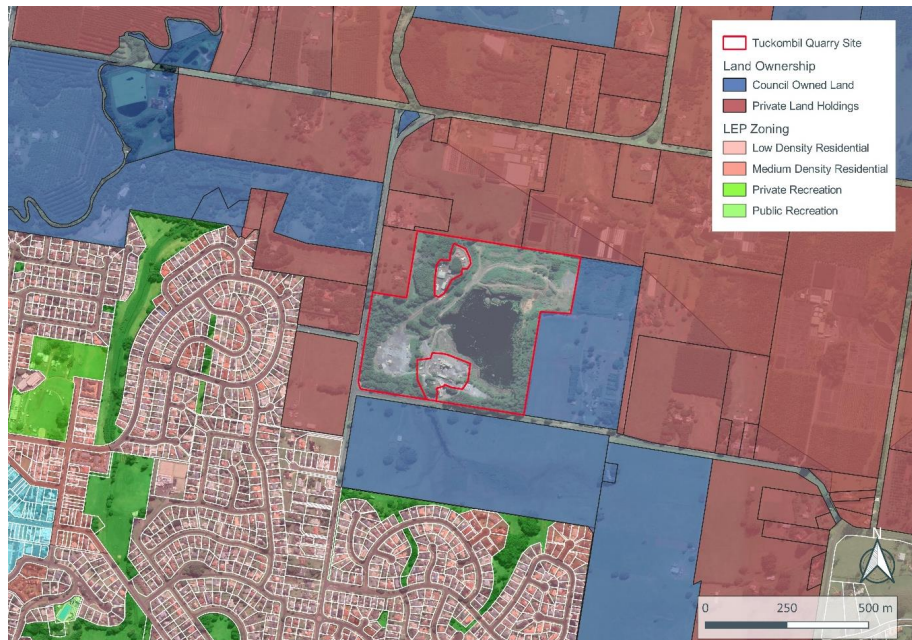 Tuckombil Quarry Site
Land Ownership
Council Owned Land
Private Land Holdings
LEP Zoning
Low Density Residential
Medium Density Residential
Private Recreation
Public Recreation
N
0 250 500 m